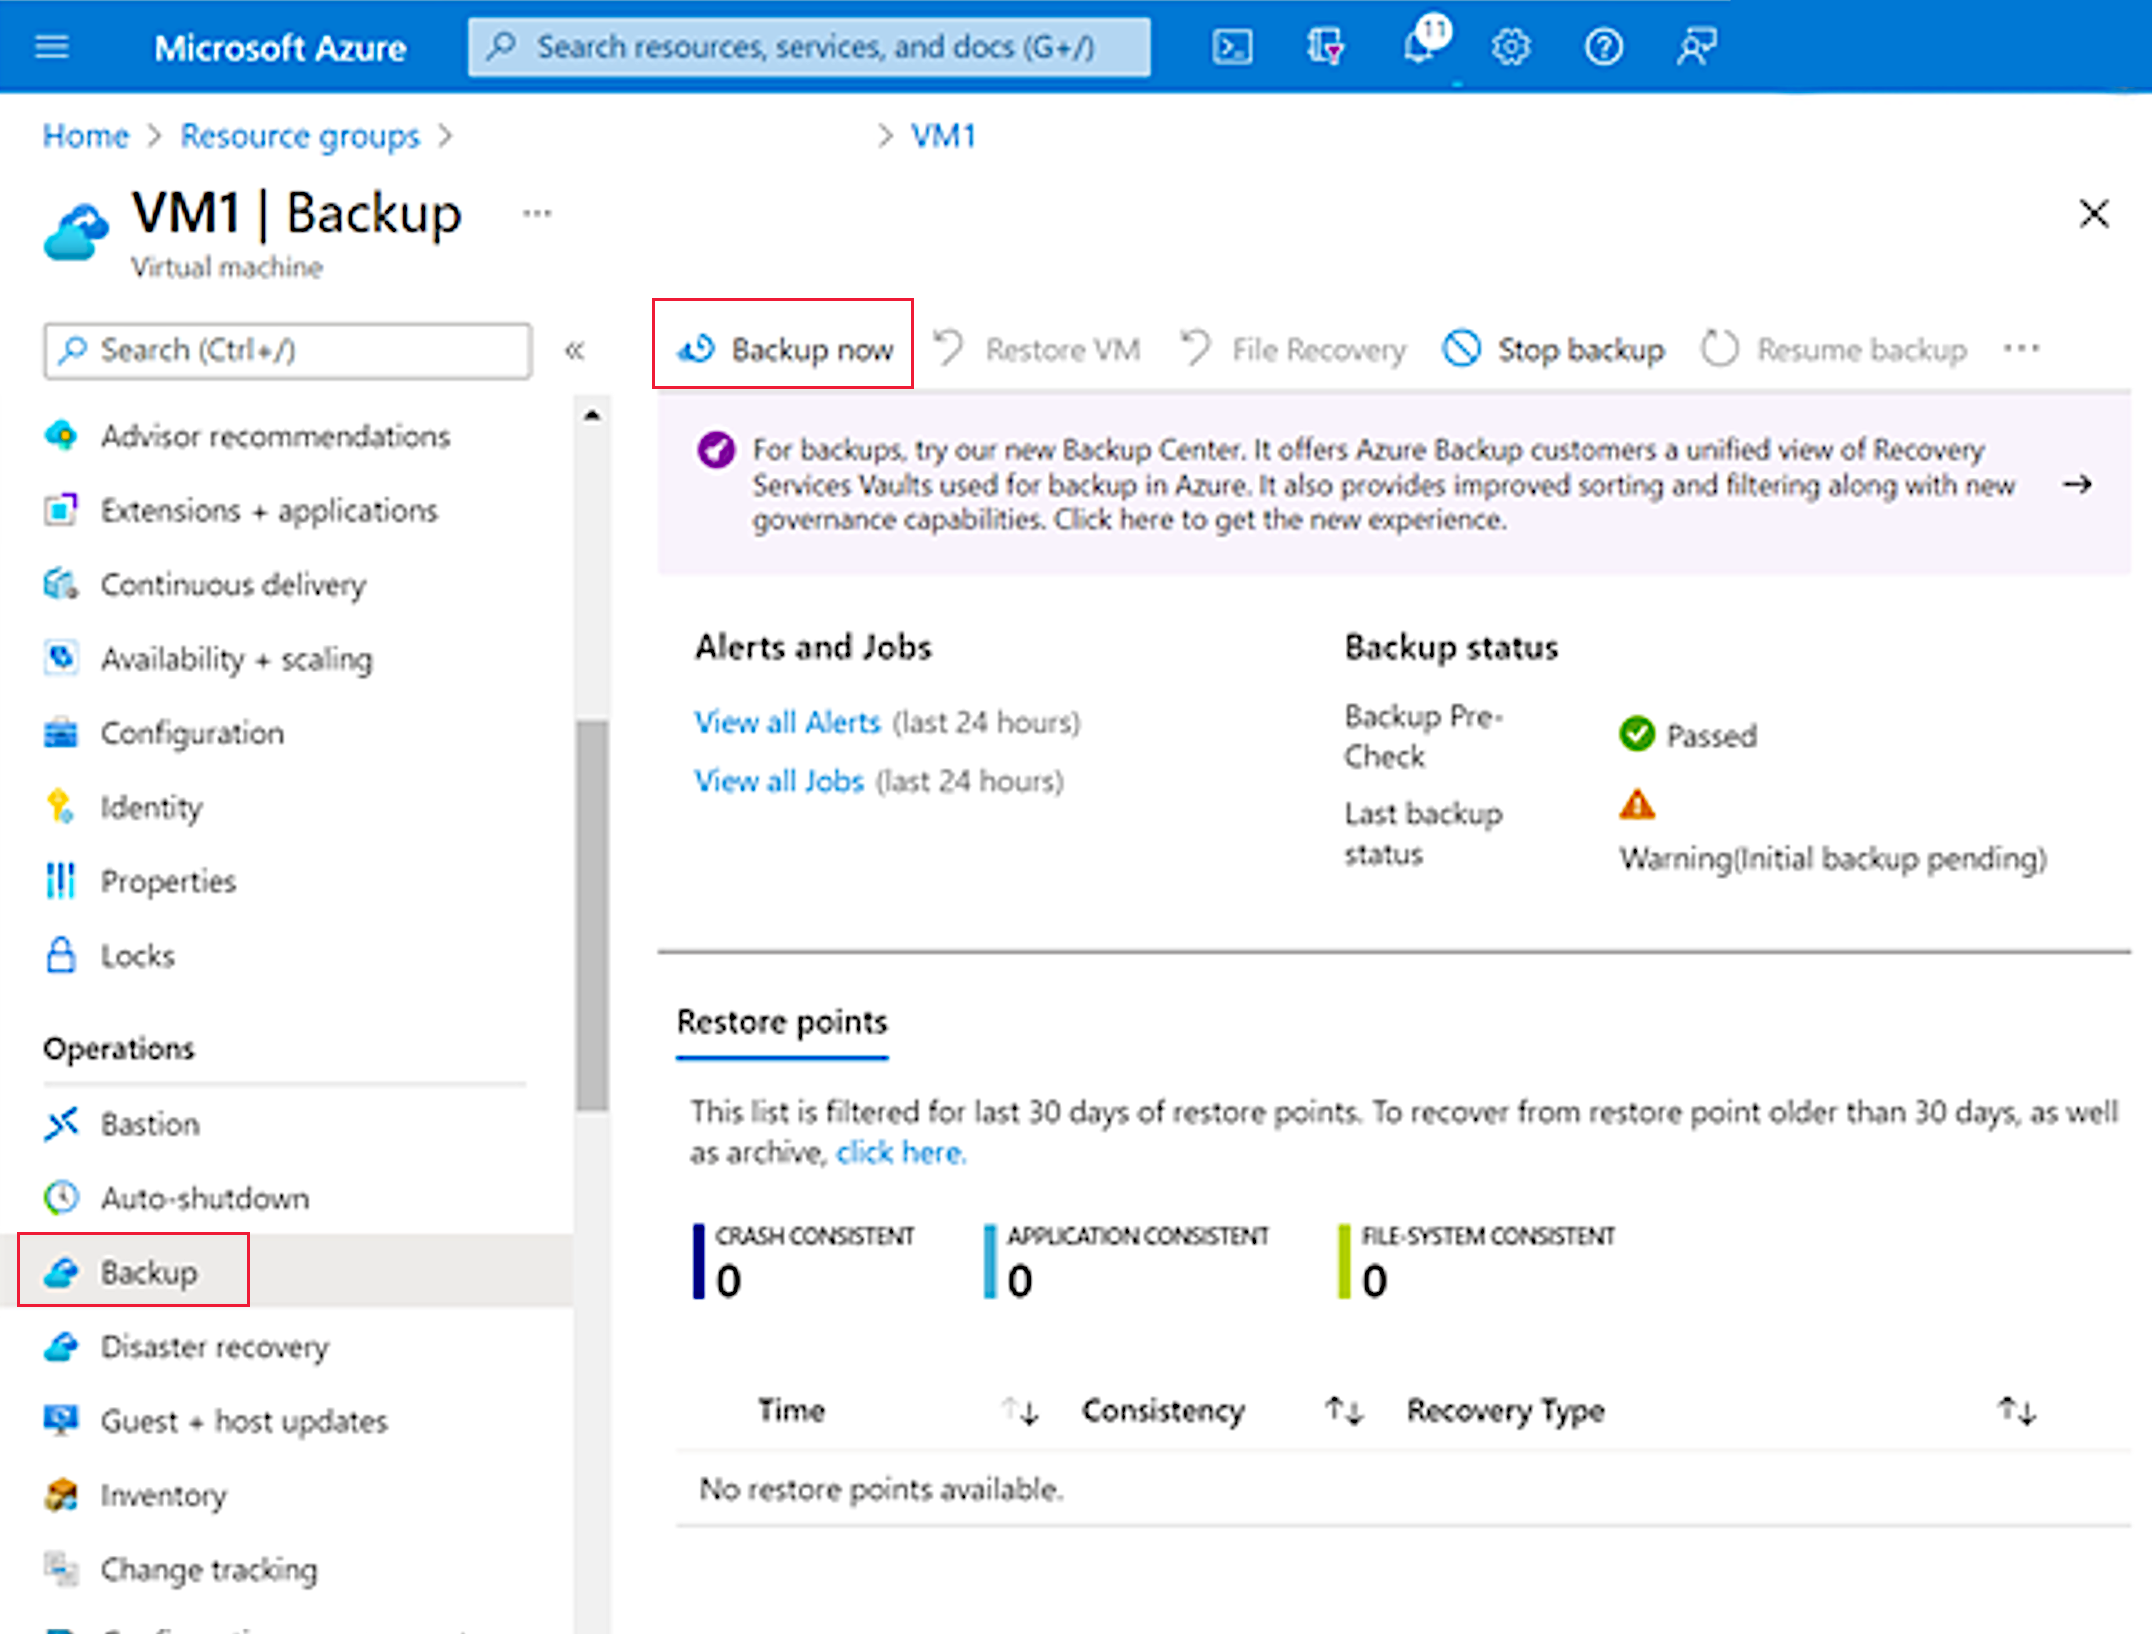 Microsoft Azure
Search resources, services, and docs (G+/)
11
Home > Resource groups > > VM1
VM1 | Backup ...
Virtual machine
Search (Ctrl+/)
«
Advisor recommendations
Extensions + applications
Continuous delivery
Availability + scaling
Configuration
Identity
Properties
Locks
Operations
Bastion
Auto-shutdown
Backup
Disaster recovery
Guest + host updates
Inventory
Change tracking
Backup now Restore VM File Recovery Stop backup Resume backup ...
For backups, try our new Backup Center. It offers Azure Backup customers a unified view of Recovery
Services Vaults used for backup in Azure. It also provides improved sorting and filtering along with new
governance capabilities. Click here to get the new experience.
Alerts and Jobs
View all Alerts (last 24 hours)
View all Jobs (last 24 hours)
Backup status
Backup Pre-
Check
Passed
Last backup
status
Warning(Initial backup pending)
Restore points
This list is filtered for last 30 days of restore points. To recover from restore point older than 30 days, as well
as archive, click here.
CRASH CONSISTENT
0
APPLICATION CONSISTENT
0
FILE-SYSTEM CONSISTENT
0
Time Consistency Recovery Type
No restore points available.